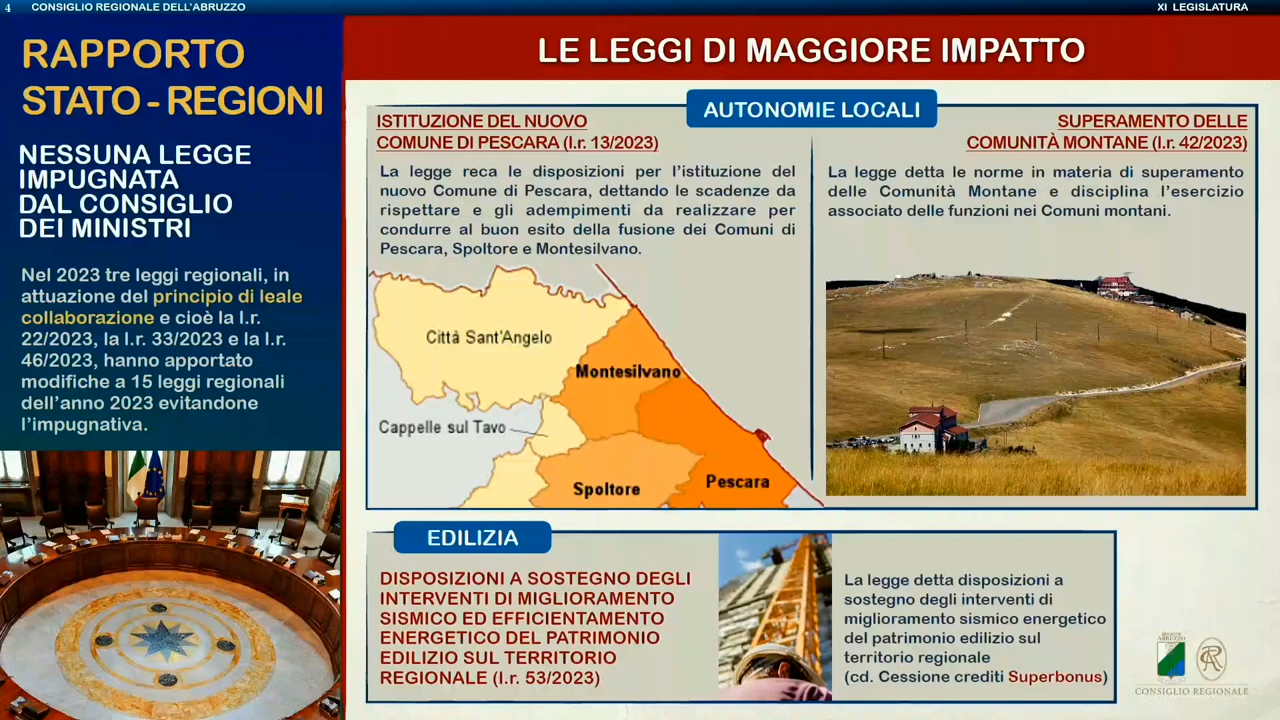 4 CONSIGLIO REGIONALE DELL'ABRUZZO
XI LEGISLATURA
RAPPORTO
STATO - REGIONI
NESSUNA LEGGE
IMPUGNATA
DAL CONSIGLIO
DEI MINISTRI
Nel 2023 tre leggi regionali, in
attuazione del principio di leale
collaborazione e cioè la l.r.
22/2023, la l.r. 33/2023 e la l.r.
46/2023, hanno apportato
modifiche a 15 leggi regionali
dell'anno 2023 evitandone
l'impugnativa.
LE LEGGI DI MAGGIORE IMPATTO
AUTONOMIE LOCALI
ISTITUZIONE DEL NUOVO
COMUNE DI PESCARA (l.r. 13/2023)
La legge reca le disposizioni per l'istituzione del
nuovo Comune di Pescara, dettando le scadenze da
rispettare e gli adempimenti da realizzare per
condurre al buon esito della fusione dei Comuni di
Pescara, Spoltore e Montesilvano.
Città Sant'Angelo
Montesilvano
Cappelle sul Tavo
Spoltore
Pescara
SUPERAMENTO DELLE
COMUNITÀ MONTANE (l.r. 42/2023)
La legge detta le norme in materia di superamento
delle Comunità Montane e disciplina l'esercizio
associato delle funzioni nei Comuni montani.
EDILIZIA
DISPOSIZIONI A SOSTEGNO DEGLI
INTERVENTI DI MIGLIORAMENTO
SISMICO ED EFFICIENTAMENTO
ENERGETICO DEL PATRIMONIO
EDILIZIO SUL TERRITORIO
REGIONALE (l.r. 53/2023)
La legge detta disposizioni a
sostegno degli interventi di
miglioramento sismico energetico
del patrimonio edilizio sul
territorio regionale
(cd. Cessione crediti Superbonus)
REGIONE
ABRUZZO
CONSIGLIO REGIONALE